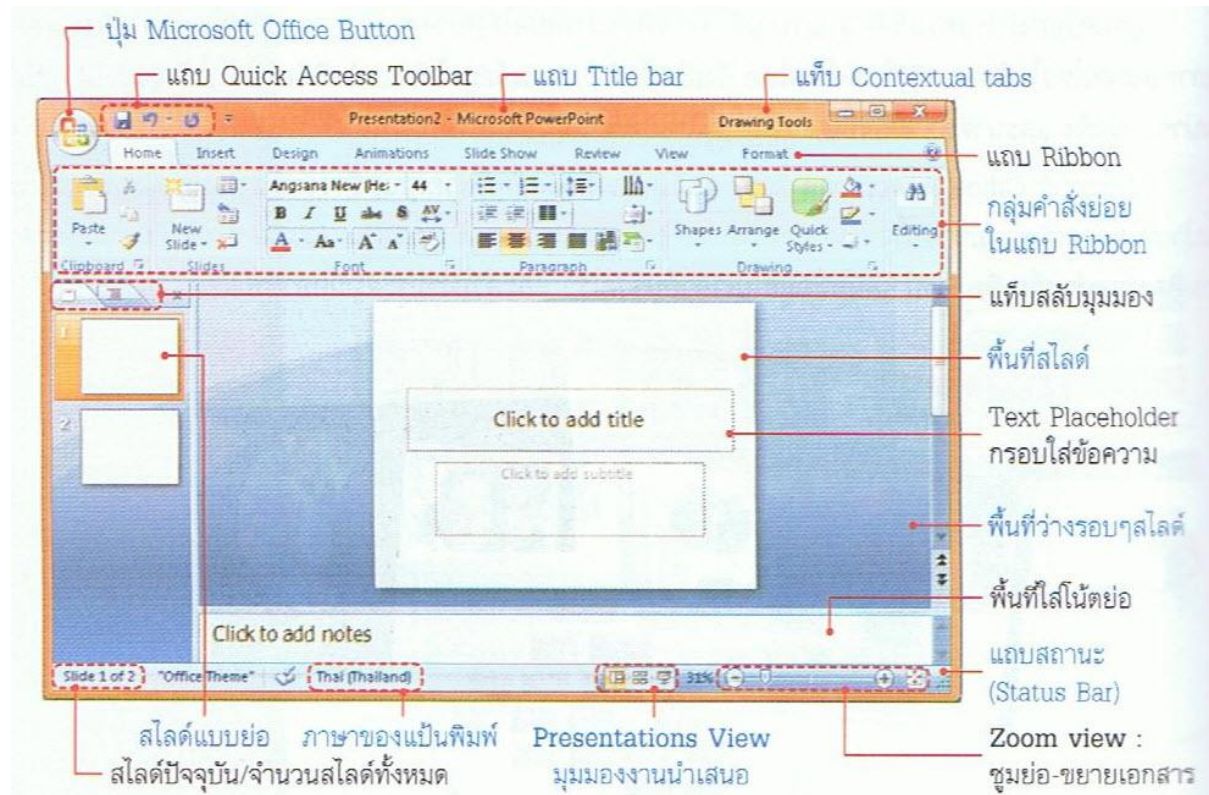 ปุ่ม Microsoft Office Button
แถบ Quick Access Toolbar
แถบ Title bar
แท็บ Contextual tabs
Presentation2 - Microsoft PowerPoint
Drawing Tools
Home Insert Design Animations Slide Show Review View Format
แถบ Ribbon
Angsana New (He 44
กลุ่มคำสั่งย่อย
ในแถบ Ribbon
B I U abc S AV
Paste
New
Slide
A Aa A A
Shapes Arrange Quick
Styles
Editing
Clipboard Slides Font Paragraph Drawing
แท็บสลับมุมมอง
1
พื้นที่สไลด์
Click to add title
Text Placeholder
กรอบใส่ข้อความ
2
Click to add subtitle
พื้นที่ว่างรอบๆสไลด์
พื้นที่ใส่โน้ตย่อ
Click to add notes
Slide 1 of 2 "Office Theme" Thai (Thailand) 31%
แถบสถานะ
(Status Bar)
สไลด์แบบย่อ
ภาษาของแป้นพิมพ์
Presentations View
มุมมองงานนำเสนอ
Zoom view :
ซูมย่อ-ขยายเอกสาร
สไลด์ปัจจุบัน/จำนวนสไลด์ทั้งหมด